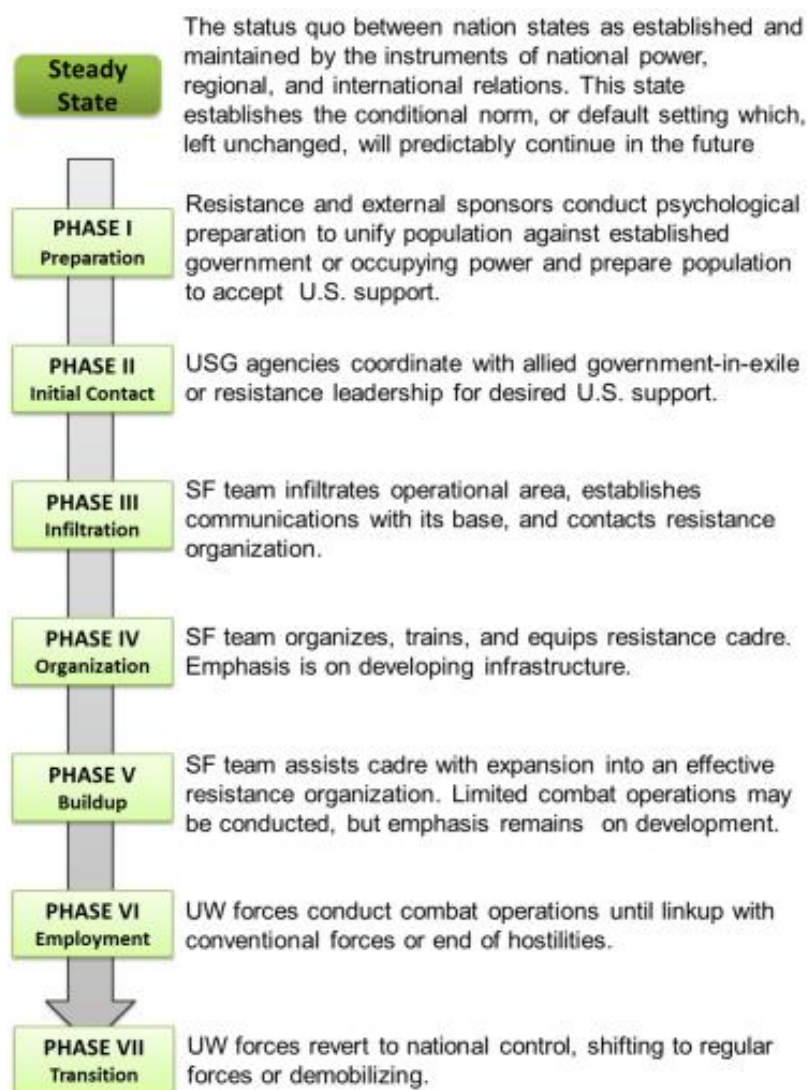 Steady
State
The status quo between nation states as established and
maintained by the instruments of national power,
regional, and international relations. This state
establishes the conditional norm, or default setting which,
left unchanged, will predictably continue in the future
PHASE I
Preparation
Resistance and external sponsors conduct psychological
preparation to unify population against established
government or occupying power and prepare population
to accept U.S. support.
PHASE II
Initial Contact
USG agencies coordinate with allied government-in-exile
or resistance leadership for desired U.S. support.
PHASE III
Infiltration
SF team infiltrates operational area, establishes
communications with its base, and contacts resistance
organization.
PHASE IV
Organization
SF team organizes, trains, and equips resistance cadre.
Emphasis is on developing infrastructure.
PHASE V
Buildup
SF team assists cadre with expansion into an effective
resistance organization. Limited combat operations may
be conducted, but emphasis remains on development.
PHASE VI
Employment
UW forces conduct combat operations until linkup with
conventional forces or end of hostilities.
PHASE VII
Transition
UW forces revert to national control, shifting to regular
forces or demobilizing.